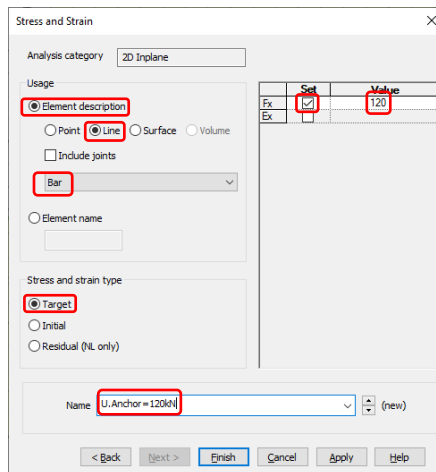 Stress and Strain
Analysis category 2D Inplane
Usage
Element description
Point Line Surface Volume
Include joints
Bar
Element name
Set Value
Fx 120
Ex
Stress and strain type
Target
Initial
Residual (NL only)
Name U.Anchor=120kN (new)
< Back Next > Finish Cancel Apply Help